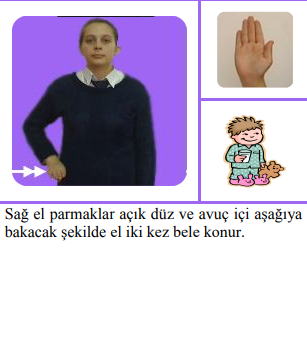 Sağ el parmaklar açık düz ve avuç içi aşağıya
bakacak şekilde el iki kez bele konur.